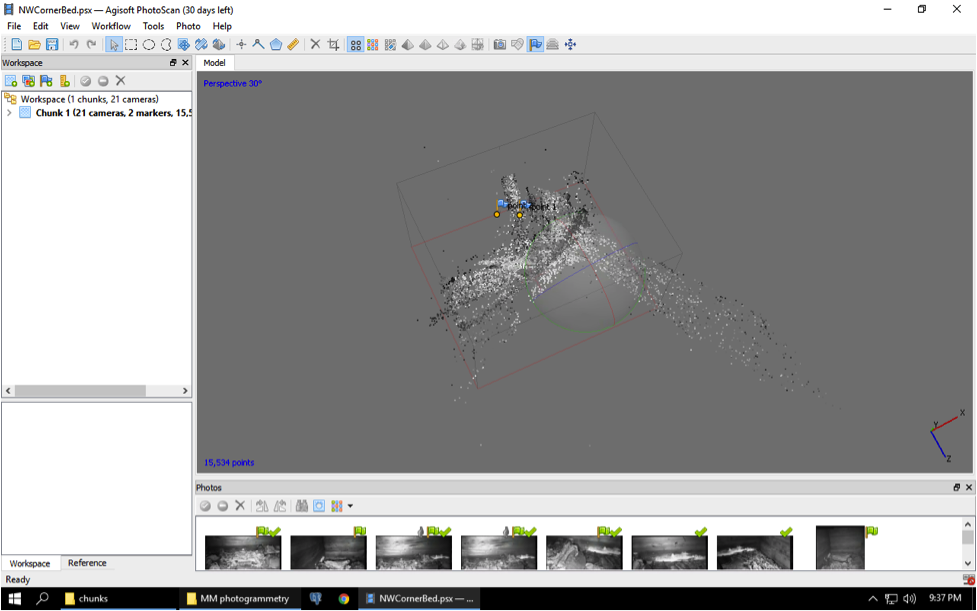 NWCornerBed.psx — Agisoft PhotoScan (30 days left)
File Edit View Workflow Tools Photo Help
Workspace
Model
Perspective 30°
Workspace (1 chunks, 21 cameras)
Chunk 1 (21 cameras, 2 markers, 15,5
point 1
X
Y
Z
15,534 points
Photos
Workspace Reference
Ready
chunks MM photogrammetry NWCornerBed.psx — ... 9:37 PM